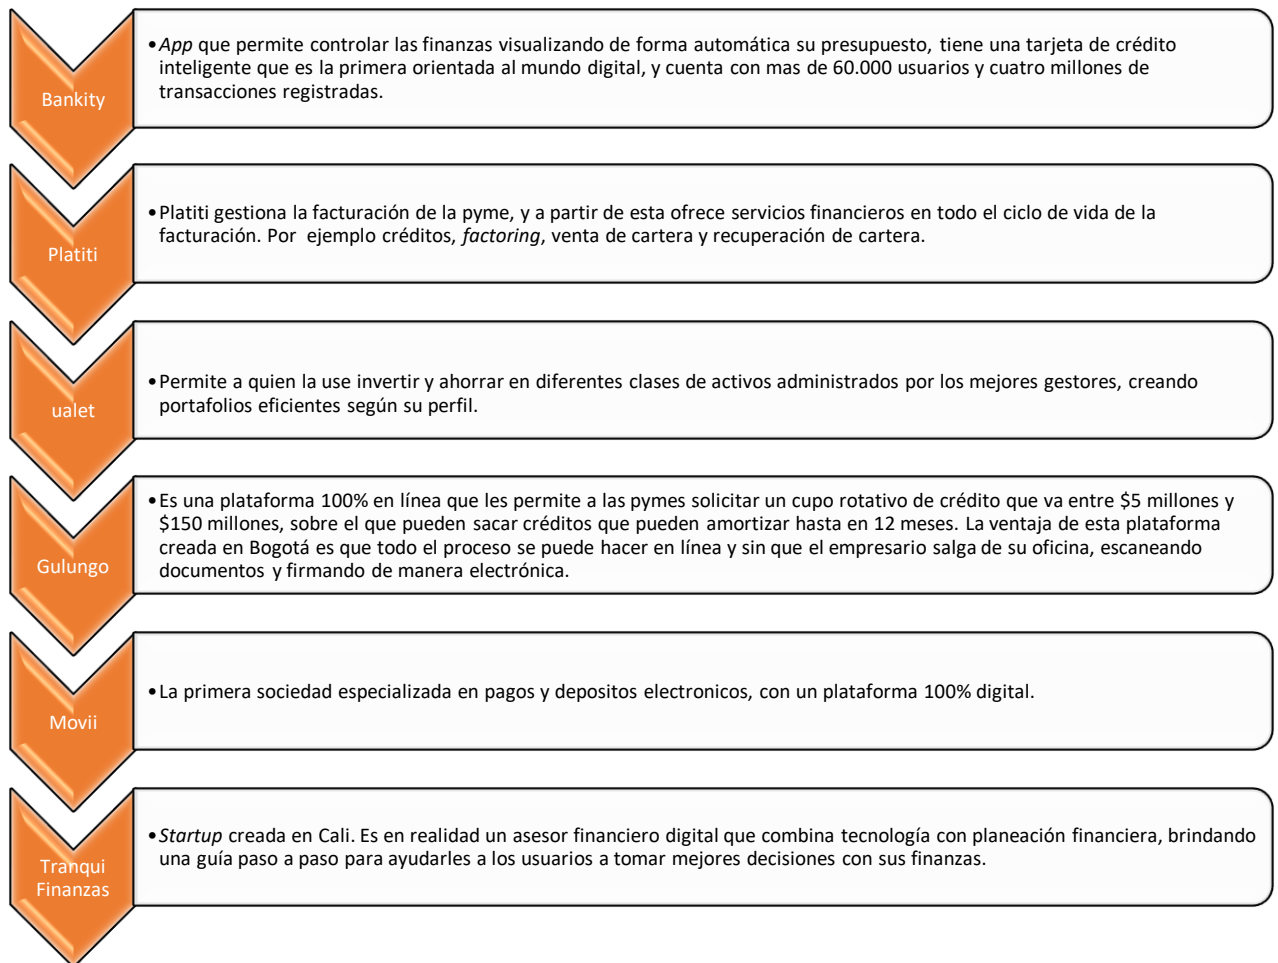 Bankity
•App que permite controlar las finanzas visualizando de forma automática su presupuesto, tiene una tarjeta de crédito
inteligente que es la primera orientada al mundo digital, y cuenta con mas de 60.000 usuarios y cuatro millones de
transacciones registradas.
Platiti
•Platiti gestiona la facturación de la pyme, y a partir de esta ofrece servicios financieros en todo el ciclo de vida de la
facturación. Por ejemplo créditos, factoring, venta de cartera y recuperación de cartera.
ualet
•Permite a quien la use invertir y ahorrar en diferentes clases de activos administrados por los mejores gestores, creando
portafolios eficientes según su perfil.
Gulungo
•Es una plataforma 100% en línea que les permite a las pymes solicitar un cupo rotativo de crédito que va entre $5 millones y
$150 millones, sobre el que pueden sacar créditos que pueden amortizar hasta en 12 meses. La ventaja de esta plataforma
creada en Bogotá es que todo el proceso se puede hacer en línea y sin que el empresario salga de su oficina, escaneando
documentos y firmando de manera electrónica.
Movii
•La primera sociedad especializada en pagos y depositos electronicos, con un plataforma 100% digital.
Tranqui
Finanzas
•Startup creada en Cali. Es en realidad un asesor financiero digital que combina tecnología con planeación financiera, brindando
una guía paso a paso para ayudarles a los usuarios a tomar mejores decisiones con sus finanzas.